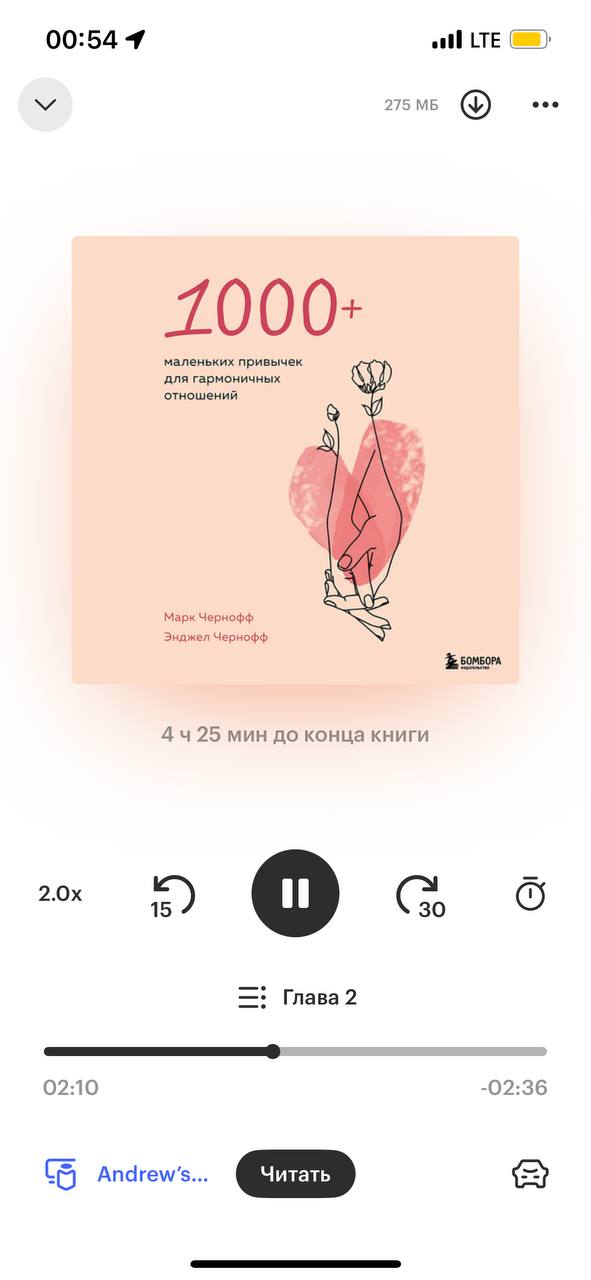 00:54
LTE
275 МБ
1000+
маленьких привычек
для гармоничных
отношений
Марк Чернофф
Энджел Чернофф
БОМБОРА
ИЗДАТЕЛЬСТВО
4 ч 25 мин до конца книги
2.0x
15
30
Глава 2
02:10
-02:36
Andrew’s...
Читать